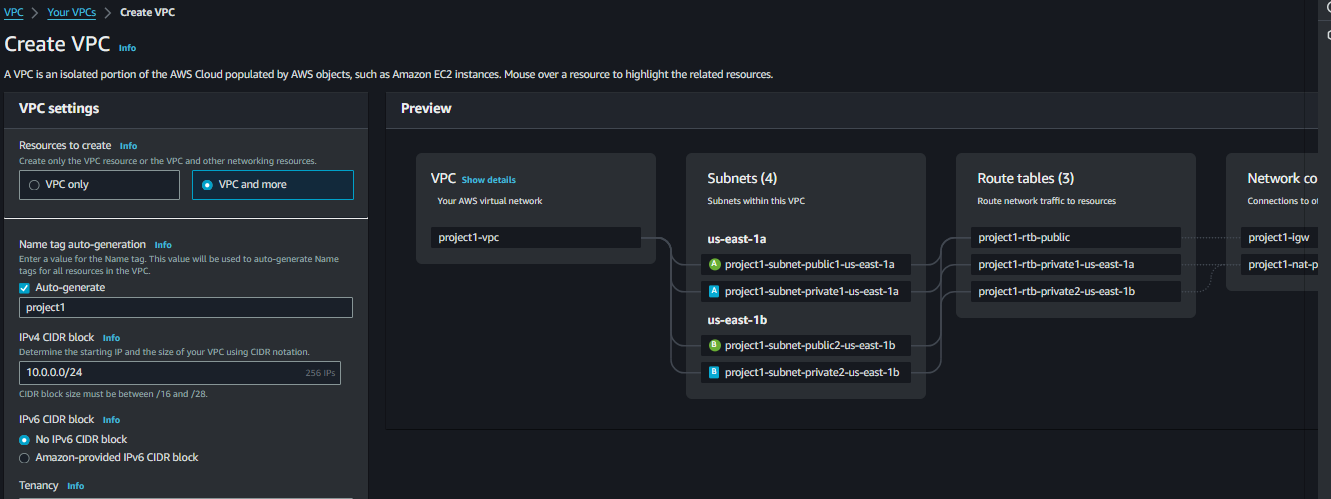 VPC > Your VPCs > Create VPC
Create VPC Info
A VPC is an isolated portion of the AWS Cloud populated by AWS objects, such as Amazon EC2 instances. Mouse over a resource to highlight the related resources.
VPC settings
Resources to create Info
Create only the VPC resource or the VPC and other networking resources.
VPC only
VPC and more
Name tag auto-generation Info
Enter a value for the Name tag. This value will be used to auto-generate Name
tags for all resources in the VPC.
Auto-generate
project1
IPv4 CIDR block Info
Determine the starting IP and the size of your VPC using CIDR notation.
10.0.0.0/24 256 IPs
CIDR block size must be between /16 and /28.
IPv6 CIDR block Info
No IPv6 CIDR block
Amazon-provided IPv6 CIDR block
Tenancy Info
Preview
VPC Show details
Your AWS virtual network
project1-vpc
Subnets (4)
Subnets within this VPC
us-east-1a
A project1-subnet-public1-us-east-1a
A project1-subnet-private1-us-east-1a
us-east-1b
B project1-subnet-public2-us-east-1b
B project1-subnet-private2-us-east-1b
Route tables (3)
Route network traffic to resources
project1-rtb-public
project1-rtb-private1-us-east-1a
project1-rtb-private2-us-east-1b
Network co
Connections to ot
project1-igw
project1-nat-p